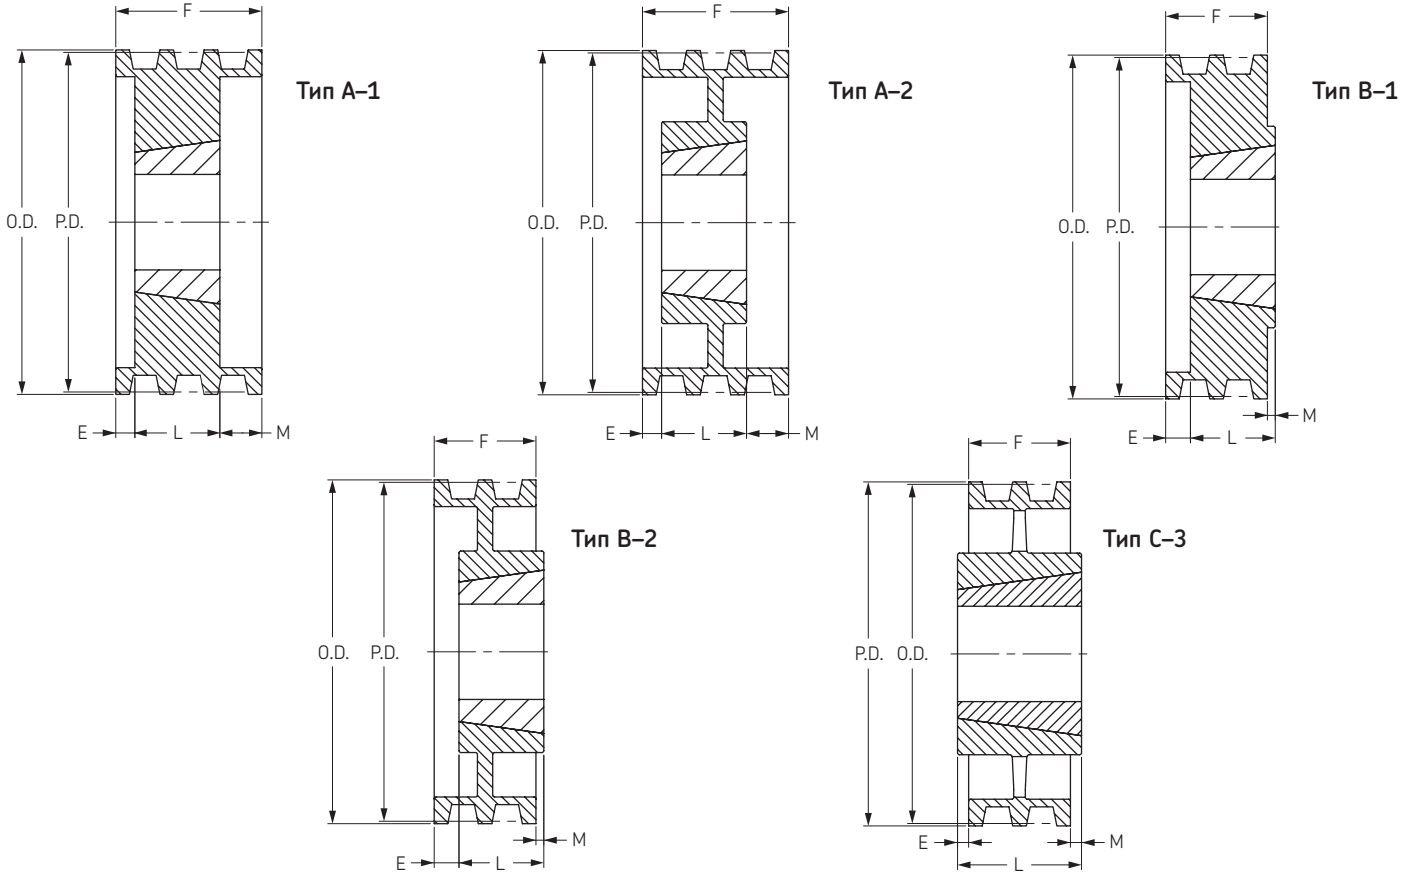 F
Тип A–1
O.D.
P.D.
E
L
M
F
Тип A–2
O.D.
P.D.
E
L
M
F
Тип B–1
O.D.
P.D.
E
L
M
F
Тип B–2
O.D.
P.D.
E
L
M
F
Тип C–3
P.D.
O.D.
E
L
M